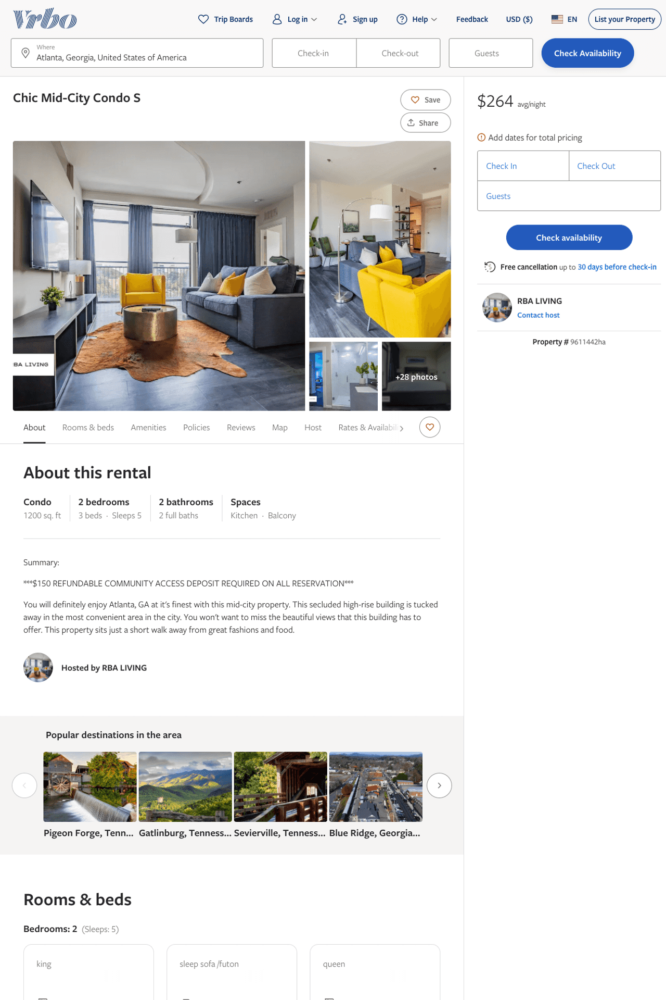 Vrbo
Trip Boards
Log in
Sign up
Help
Feedback
USD ($)
EN
List your Property
Where
Atlanta, Georgia, United States of America
Check-in
Check-out
Guests
Check Availability
Chic Mid-City Condo S
Save
Share
BA LIVING
+28 photos
$264 avg/night
Add dates for total pricing
Check In
Check Out
Guests
Check availability
Free cancellation up to 30 days before check-in
RBA LIVING
Contact host
Property # 9611442ha
About
Rooms & beds
Amenities
Policies
Reviews
Map
Host
Rates & Availabili
About this rental
Condo
1200 sq. ft
2 bedrooms
3 beds · Sleeps 5
2 bathrooms
2 full baths
Spaces
Kitchen · Balcony
Summary:
***$150 REFUNDABLE COMMUNITY ACCESS DEPOSIT REQUIRED ON ALL RESERVATION***
You will definitely enjoy Atlanta, GA at it's finest with this mid-city property. This secluded high-rise building is tucked
away in the most convenient area in the city. You won't want to miss the beautiful views that this building has to
offer. This property sits just a short walk away from great fashions and food.
Hosted by RBA LIVING
Popular destinations in the area
Pigeon Forge, Tenn...
Gatlinburg, Tenness...
Sevierville, Tenness...
Blue Ridge, Georgia...
Rooms & beds
Bedrooms: 2 (Sleeps: 5)
king
sleep sofa /futon
queen